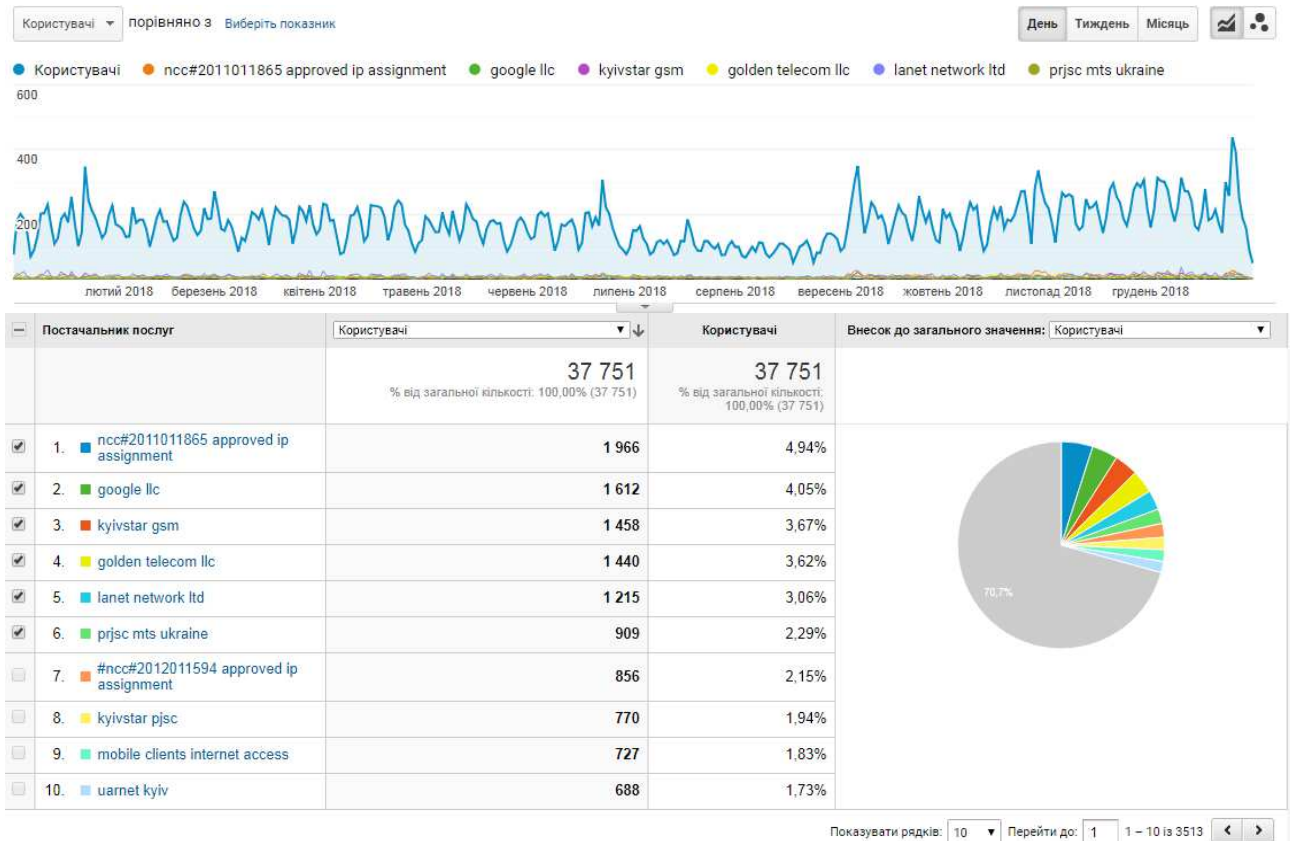 Користувачі порівняно з Виберіть показник День Тиждень Місяць
Користувачі ncc#2011011865 approved ip assignment google llc kyivstar gsm golden telecom llc lanet network ltd prjsc mts ukraine
600
400
200
лютий 2018 березень 2018 квітень 2018 травень 2018 червень 2018 липень 2018 серпень 2018 вересень 2018 жовтень 2018 листопад 2018 грудень 2018
Постачальник послуг Користувачі Користувачі Внесок до загального значення: Користувачі
37 751 37 751
% від загальної кількості: 100,00% (37 751) % від загальної кількості:
100,00% (37 751)
1. ncc#2011011865 approved ip
assignment 1 966 4,94%
2. google llc 1 612 4,05%
3. kyivstar gsm 1 458 3,67%
4. golden telecom llc 1 440 3,62%
5. lanet network ltd 1 215 3,06%
6. prjsc mts ukraine 909 2,29%
7. #ncc#2012011594 approved ip
assignment 856 2,15%
8. kyivstar pjsc 770 1,94%
9. mobile clients internet access 727 1,83%
10. uarnet kyiv 688 1,73%
70,7%
Показувати рядків: 10 Перейти до: 1 1 – 10 із 3513